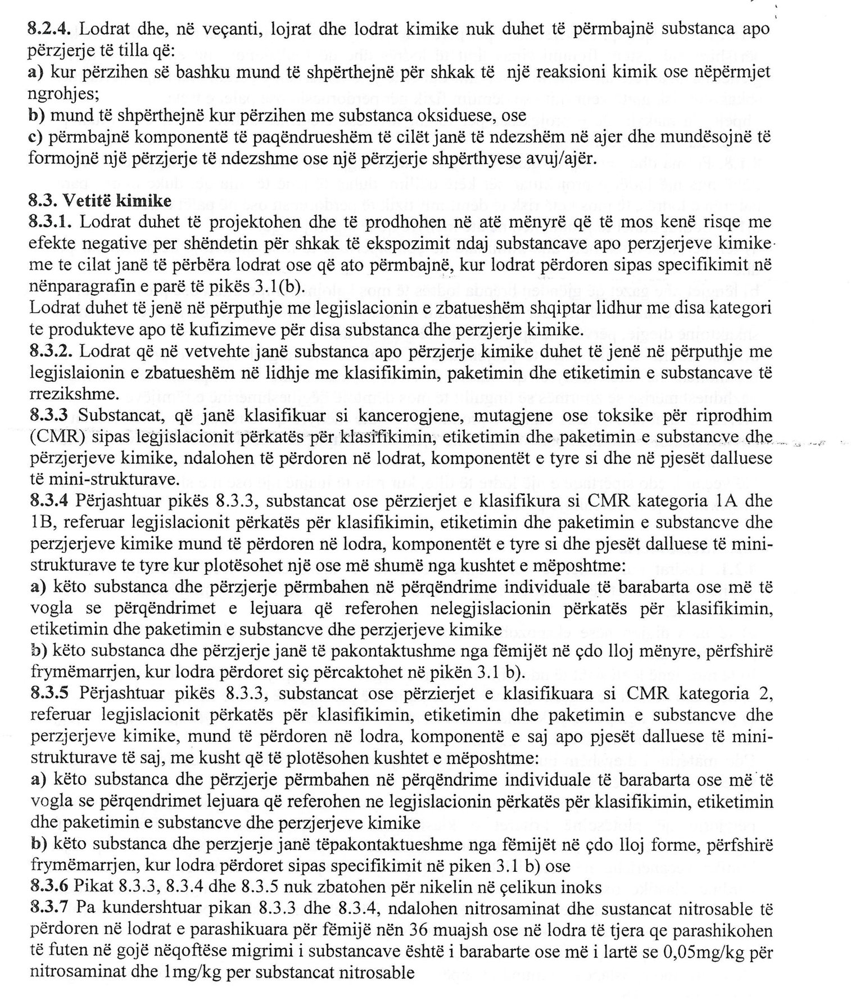 8.2.4. Lodrat dhe, në veçanti, lojrat dhe lodrat kimike nuk duhet të përmbajnë substanca apo
përzjerje të tilla që:
a) kur përzihen së bashku mund të shpërthejnë për shkak të një reaksioni kimik ose nëpërmjet
ngrohjes;
b) mund të shpërthejnë kur përzihen me substanca oksiduese, ose
c) përmbajnë komponentë të paqëndrueshëm të cilët janë të ndezshëm në ajer dhe mundësojnë të
formojnë një përzjerje të ndezshme ose një përzjerje shpërthyese avuj/ajër.
8.3. Vetitë kimike
8.3.1. Lodrat duhet të projektohen dhe të prodhohen në atë mënyrë që të mos kenë risqe me
efekte negative per shëndetin për shkak të ekspozimit ndaj substancave apo perzjerjeve kimike
me te cilat janë të përbëra lodrat ose që ato përmbajnë, kur lodrat përdoren sipas specifikimit në
nënparagrafin e parë të pikës 3.1(b).
Lodrat duhet të jenë në përputhje me legjislacionin e zbatueshëm shqiptar lidhur me disa kategori
te produkteve apo të kufizimeve për disa substanca dhe perzjerje kimike.
8.3.2. Lodrat që në vetvehte janë substanca apo përzjerje kimike duhet të jenë në përputhje me
legjislaionin e zbatueshëm në lidhje me klasifikimin, paketimin dhe etiketimin e substancave të
rrezikshme.
8.3.3 Substancat, që janë klasifikuar si kancerogjene, mutagjene ose toksike për riprodhim
(CMR) sipas legjislacionit përkatës për klasifikimin, etiketimin dhe paketimin e substancve dhe
përzjerjeve kimike, ndalohen të përdoren në lodrat, komponentët e tyre si dhe në pjesët dalluese
të mini-strukturave.
8.3.4 Përjashtuar pikës 8.3.3, substancat ose përzierjet e klasifikura si CMR kategoria 1A dhe
1B, referuar legjislacionit përkatës për klasifikimin, etiketimin dhe paketimin e substancve dhe
perzjerjeve kimike mund të përdoren në lodra, komponentët e tyre si dhe pjesët dalluese të mini-
strukturave te tyre kur plotësohet një ose më shumë nga kushtet e mëposhtme:
a) këto substanca dhe përzjerje përmbahen në përqëndrime individuale të barabarta ose më të
vogla se përqëndrimet e lejuara që referohen nelegjislacionin përkatës për klasifikimin,
etiketimin dhe paketimin e substancve dhe perzjerjeve kimike
b) këto substanca dhe përzjerje janë të pakontaktushme nga fëmijët në çdo lloj mënyre, përfshirë
frymëmarrjen, kur lodra përdoret siç përcaktohet në pikën 3.1 b).
8.3.5 Përjashtuar pikës 8.3.3, substancat ose përzierjet e klasifikuara si CMR kategoria 2,
referuar legjislacionit përkatës për klasifikimin, etiketimin dhe paketimin e substancve dhe
perzjerjeve kimike, mund të përdoren në lodra, komponentë e saj apo pjesët dalluese të mini-
strukturave të saj, me kusht që të plotësohen kushtet e mëposhtme:
a) këto substanca dhe përzjerje përmbahen në përqëndrime individuale të barabarta ose më të
vogla se përqendrimet lejuara që referohen ne legjislacionin përkatës për klasifikimin, etiketimin
dhe paketimin e substancve dhe perzjerjeve kimike
b) këto substanca dhe perzjerje janë tëpakontaktueshme nga fëmijët në çdo lloj forme, përfshirë
frymëmarrjen, kur lodra përdoret sipas specifikimit në piken 3.1 b) ose
8.3.6 Pikat 8.3.3, 8.3.4 dhe 8.3.5 nuk zbatohen për nikelin në çelikun inoks
8.3.7 Pa kundershtuar pikan 8.3.3 dhe 8.3.4, ndalohen nitrosaminat dhe sustancat nitrosable të
përdoren në lodrat e parashikuara për fëmijë nën 36 muajsh ose në lodra të tjera qe parashikohen
të futen në gojë nëqoftëse migrimi i substancave është i barabarte ose më i lartë se 0,05mg/kg për
nitrosaminat dhe 1mg/kg per substancat nitrosable